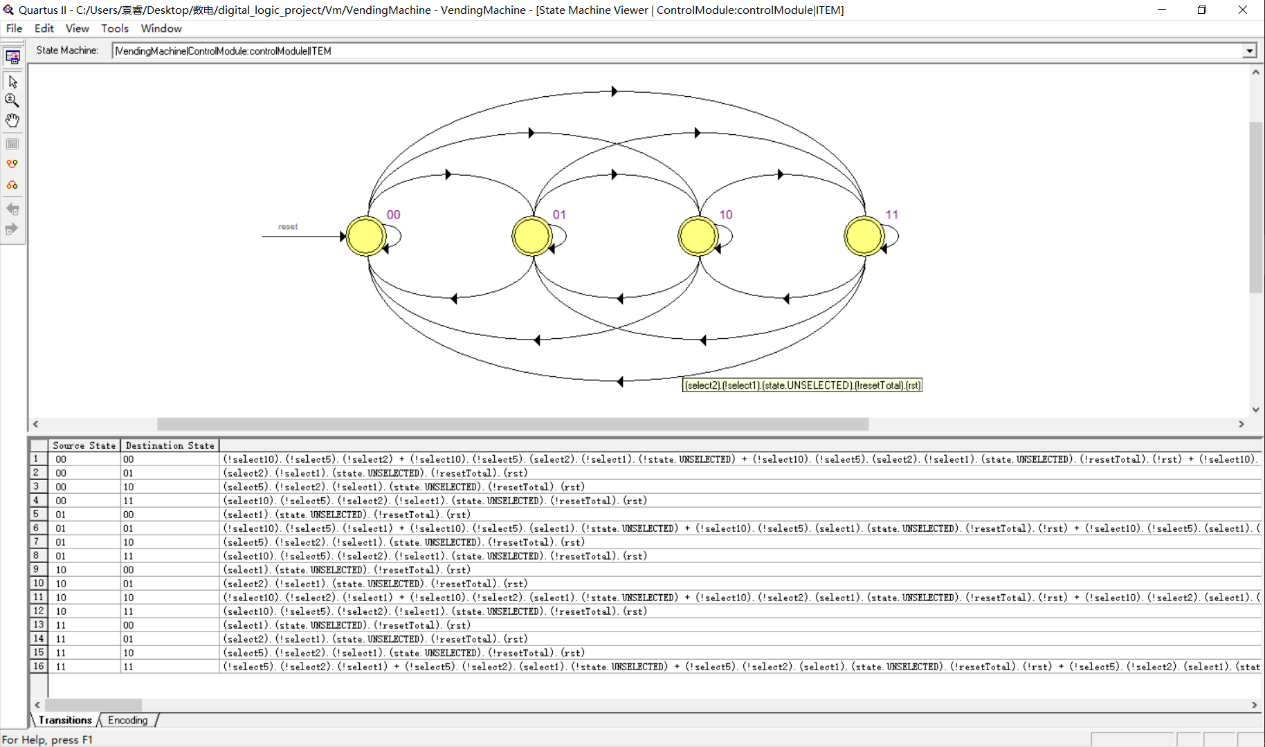 Quartus II - C:/Users/袁睿/Desktop/数电/digital_logic_project/Vm/VendingMachine - VendingMachine - [State Machine Viewer | ControlModule:controlModule|ITEM]
File Edit View Tools Window
State Machine: |VendingMachine|ControlModule:controlModule|ITEM
reset
00
01
10
11
(select2).(!select1).(state.UNSELECTED).(!resetTotal).(rst)
Source State Destination State
1 00 00 (!select10).(!select5).(!select2) + (!select10).(!select5).(select2).(!select1).(!state.UNSELECTED) + (!select10).(!select5).(select2).(!select1).(state.UNSELECTED).(!resetTotal).(!rst) + (!select10).
2 00 01 (select2).(!select1).(state.UNSELECTED).(!resetTotal).(rst)
3 00 10 (select5).(!select2).(!select1).(state.UNSELECTED).(!resetTotal).(rst)
4 00 11 (select10).(!select5).(!select2).(!select1).(state.UNSELECTED).(!resetTotal).(rst)
5 01 00 (select1).(state.UNSELECTED).(!resetTotal).(rst)
6 01 01 (!select10).(!select5).(!select1) + (!select10).(!select5).(select1).(!state.UNSELECTED) + (!select10).(!select5).(select1).(state.UNSELECTED).(!resetTotal).(!rst) + (!select10).(!select5).(select1).(
7 01 10 (select5).(!select2).(!select1).(state.UNSELECTED).(!resetTotal).(rst)
8 01 11 (select10).(!select5).(!select2).(!select1).(state.UNSELECTED).(!resetTotal).(rst)
9 10 00 (select1).(state.UNSELECTED).(!resetTotal).(rst)
10 10 01 (select2).(!select1).(state.UNSELECTED).(!resetTotal).(rst)
11 10 10 (!select10).(!select2).(!select1) + (!select10).(!select2).(select1).(!state.UNSELECTED) + (!select10).(!select2).(select1).(state.UNSELECTED).(!resetTotal).(!rst) + (!select10).(!select2).(select1).(
12 10 11 (select10).(!select5).(!select2).(!select1).(state.UNSELECTED).(!resetTotal).(rst)
13 11 00 (select1).(state.UNSELECTED).(!resetTotal).(rst)
14 11 01 (select2).(!select1).(state.UNSELECTED).(!resetTotal).(rst)
15 11 10 (select5).(!select2).(!select1).(state.UNSELECTED).(!resetTotal).(rst)
16 11 11 (!select5).(!select2).(!select1) + (!select5).(!select2).(select1).(!state.UNSELECTED) + (!select5).(!select2).(select1).(state.UNSELECTED).(!resetTotal).(!rst) + (!select5).(!select2).(select1).(stat
Transitions Encoding
For Help, press F1